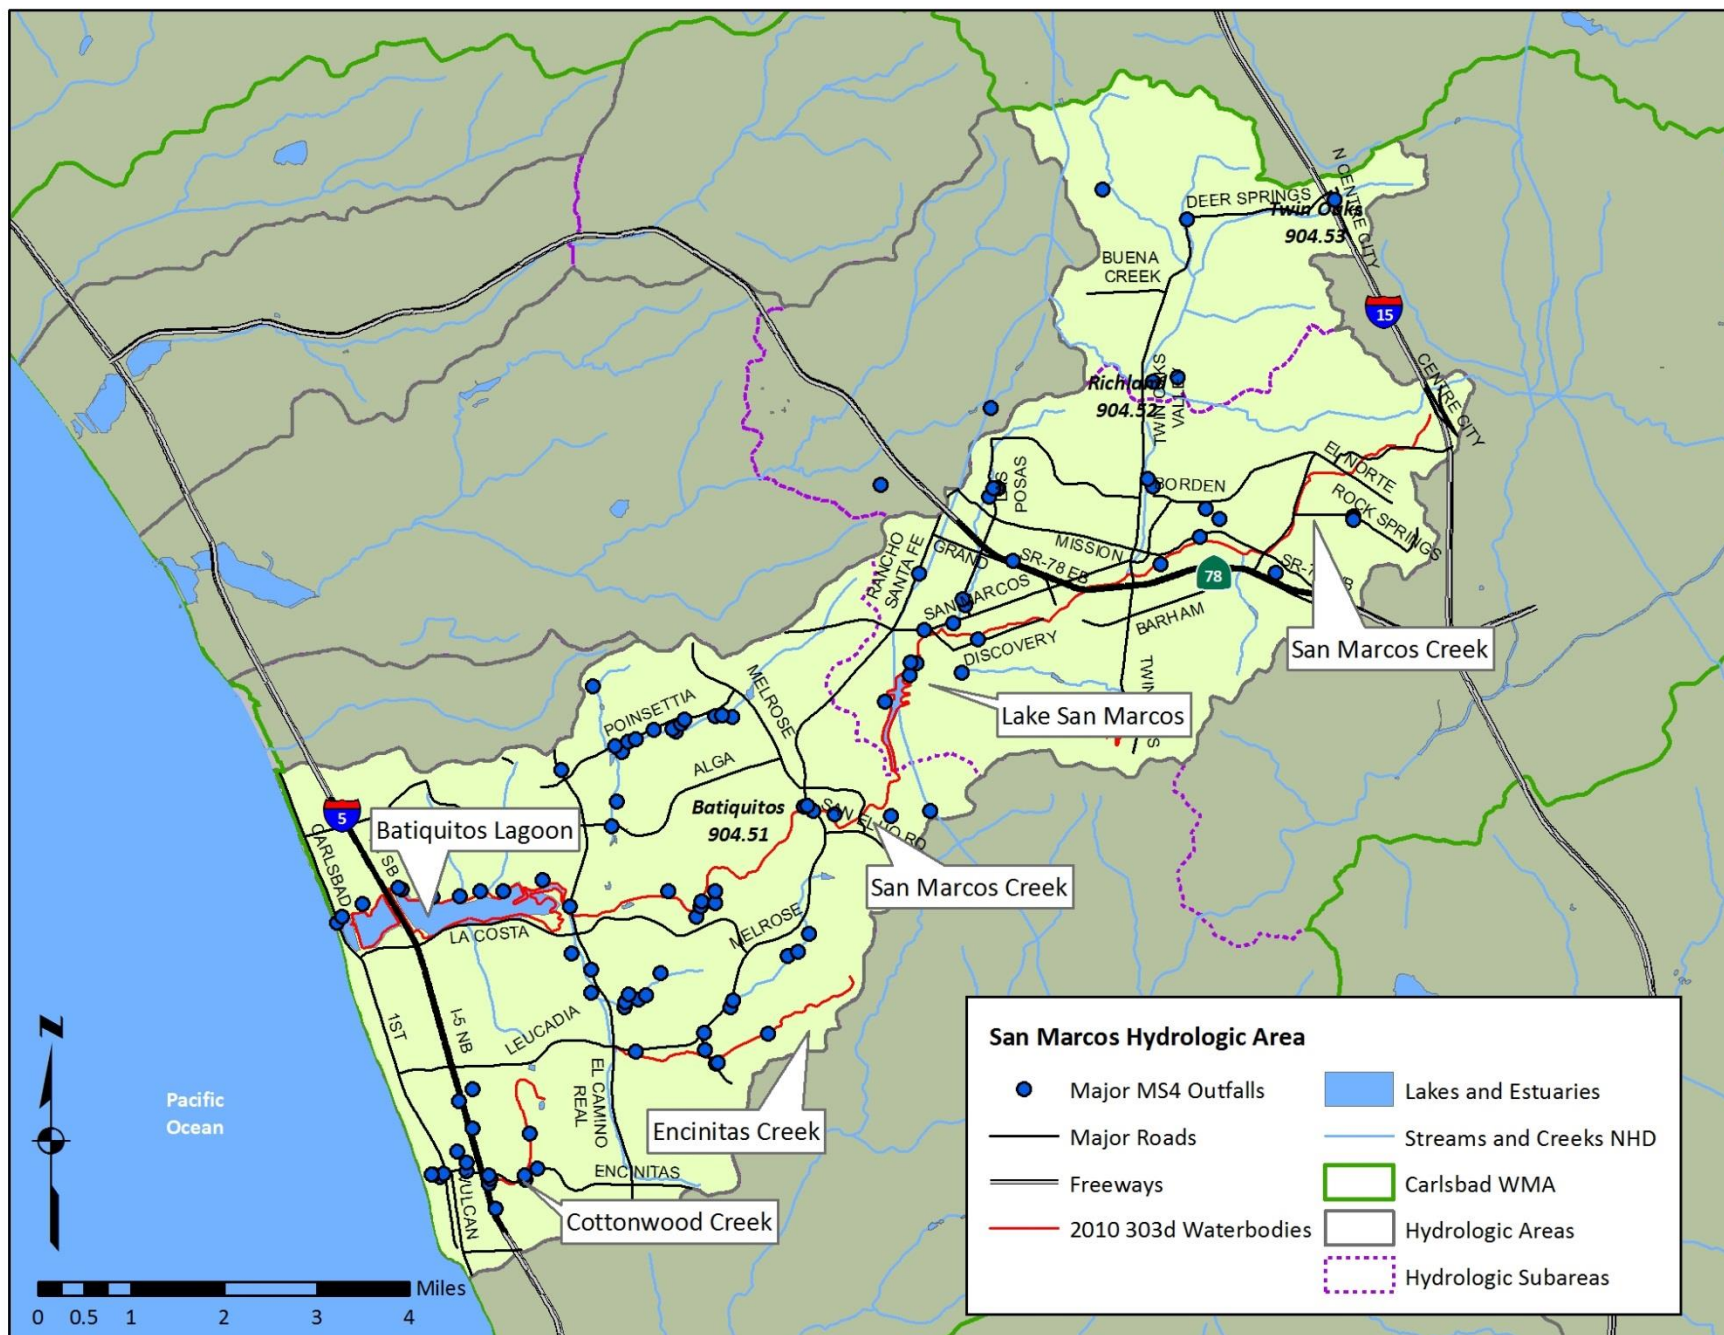 N CENTRE CITY
DEER SPRINGS
Twin Oaks
904.53
BUENA
CREEK
15
CENTRE CITY
Richland
904.52
TWIN OAKS
VALLEY
EL NORTE
LAS
POSAS
BORDEN
ROCK SPRINGS
RANCHO
SANTA FE
GRAND
MISSION
SR-78 EB
78
SAN MARCOS
BARHAM
DISCOVERY
San Marcos Creek
Lake San Marcos
MELROSE
POINSETTIA
ALGA
Batiquitos
904.51
SAN ELIJO RD
5
Batiquitos Lagoon
CARLSBAD
SB
San Marcos Creek
LA COSTA
MELROSE
1ST
I-5 NB
LEUCADIA
EL CAMINO
REAL
Encinitas Creek
ENCINITAS
VULCAN
Cottonwood Creek
Pacific
Ocean
N
Miles
0 0.5 1 2 3 4
San Marcos Hydrologic Area
Major MS4 Outfalls
Major Roads
Freeways
2010 303d Waterbodies
Lakes and Estuaries
Streams and Creeks NHD
Carlsbad WMA
Hydrologic Areas
Hydrologic Subareas